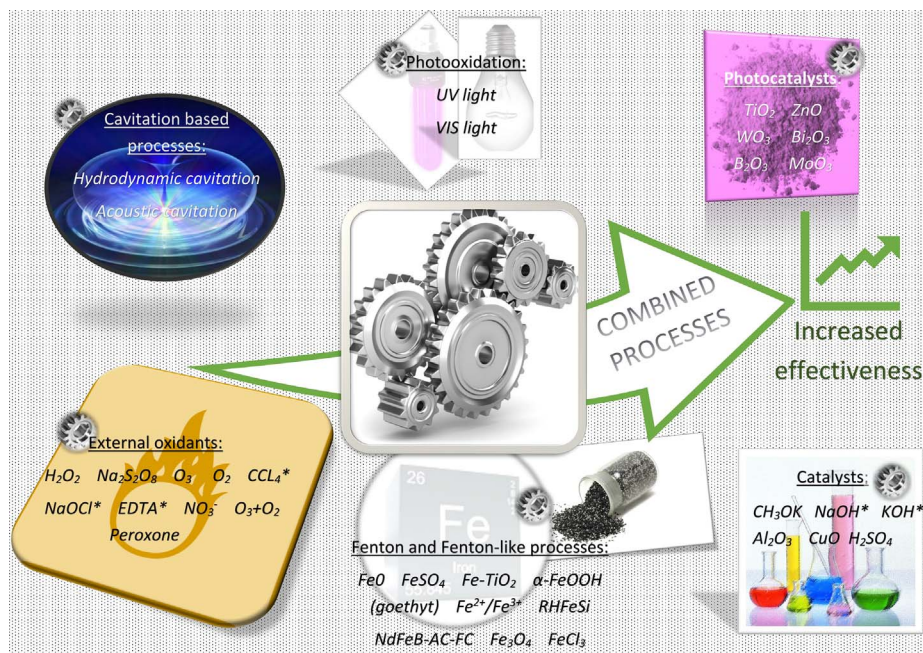 Photooxidation:
UV light
VIS light
Photocatalysts
TiO₂ ZnO
WO₃ Bi₂O₃
B₂O₃ MoO₃
Cavitation based
processes:
Hydrodynamic cavitation
Acoustic cavitation
COMBINED
PROCESSES
Increased
effectiveness
External oxidants:
H₂O₂ Na₂S₂O₈ O₃ O₂ CCL₄*
NaOCl* EDTA* NO₃⁻ O₃+O₂
Peroxone
26
Fe
Iron
55.845
Fenton and Fenton-like processes:
Fe0 FeSO₄ Fe-TiO₂ α-FeOOH
(goethyt) Fe²⁺/Fe³⁺ RHFeSi
NdFeB-AC-FC Fe₃O₄ FeCl₃
Catalysts:
CH₃OK NaOH* KOH*
Al₂O₃ CuO H₂SO₄